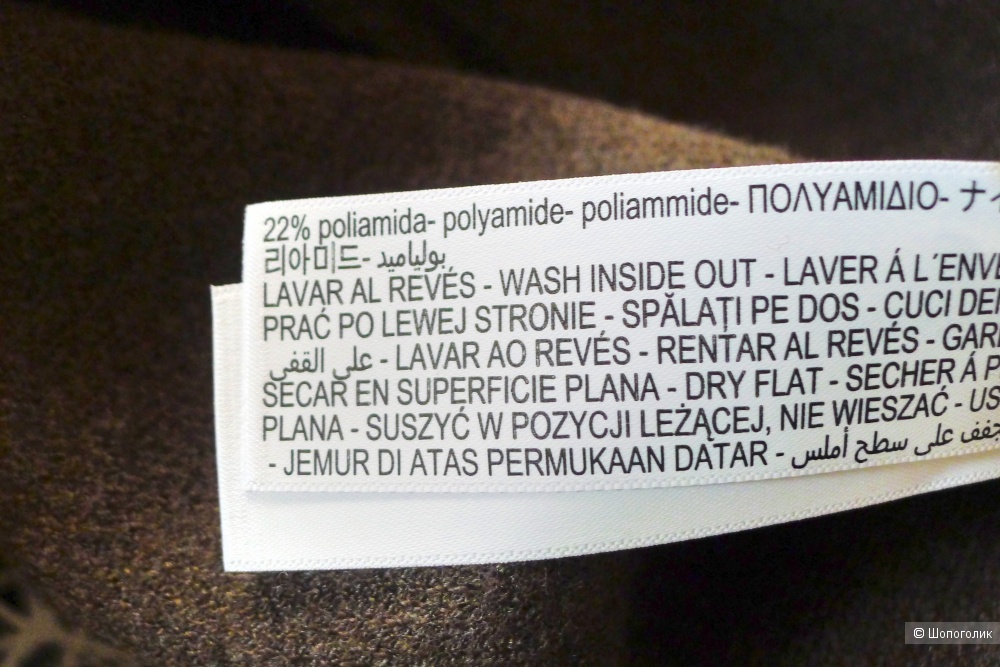 22% poliamida- polyamide- poliammide- ΠΟΛΥΑΜΙΔΙΟ- ナイ
리아미드- بولياميد
LAVAR AL REVÉS - WASH INSIDE OUT - LAVER Á L´ENVE
PRAĆ PO LEWEJ STRONIE - SPĂLAȚI PE DOS - CUCI DE
على القفى - LAVAR AO REVÉS - RENTAR AL REVÉS - GAR
SECAR EN SUPERFICIE PLANA - DRY FLAT - SECHER Á P
PLANA - SUSZYĆ W POZYCJI LEŻĄCEJ, NIE WIESZAĆ - US
- JEMUR DI ATAS PERMUKAAN DATAR - جفف على سطح أملس
© Шопоголик